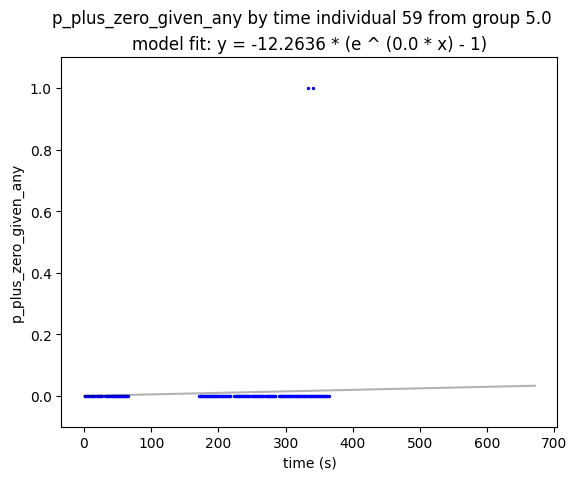 p_plus_zero_given_any by time individual 59 from group 5.0
model fit: y = -12.2636 * (e ^ (0.0 * x) - 1)
1.0
0.8
0.6
0.4
0.2
0.0
p_plus_zero_given_any
0 100 200 300 400 500 600 700
time (s)